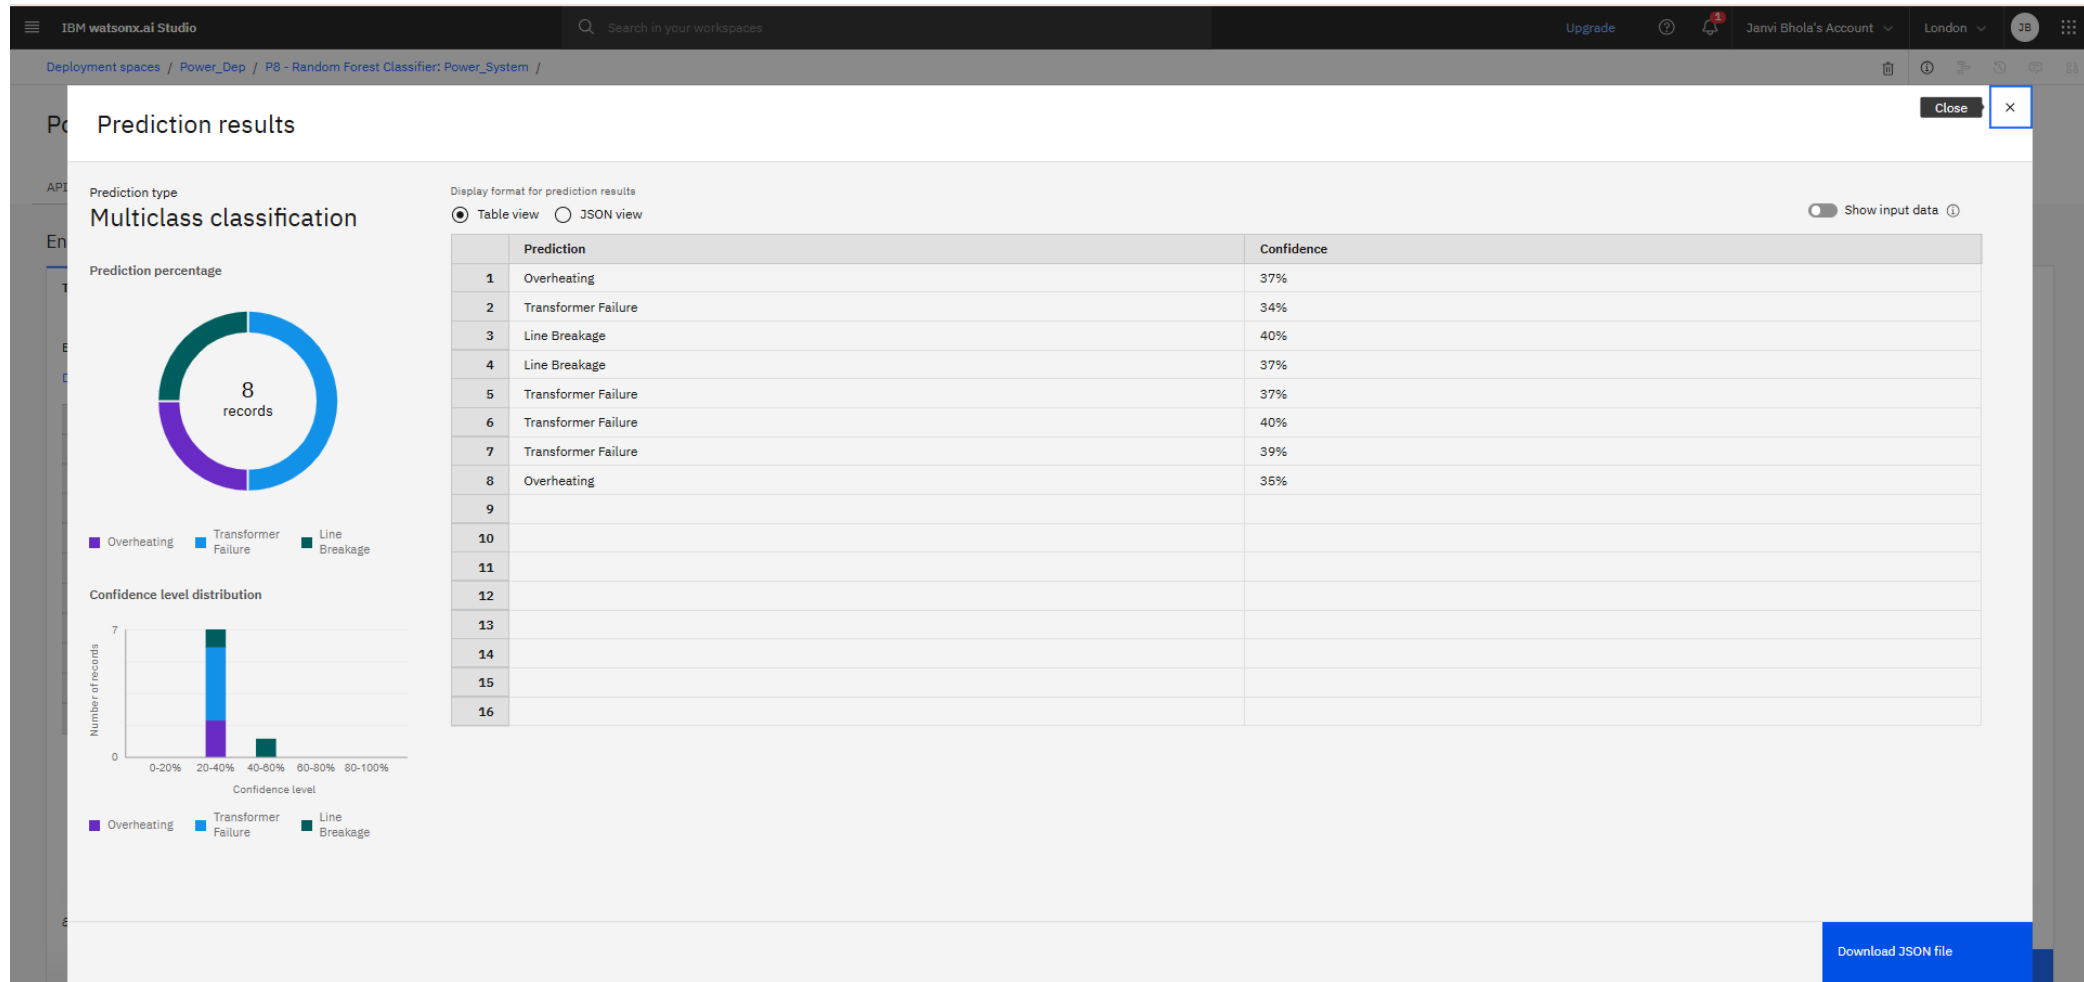 IBM watsonx.ai Studio
Search in your workspaces
Upgrade
1
Janvi Bhola's Account
London
JB
Deployment spaces / Power_Dep / P8 - Random Forest Classifier: Power_System /
Po
Prediction results
Close
API
En
Prediction type
Multiclass classification
Prediction percentage
8
records
Overheating
Transformer
Failure
Line
Breakage
Confidence level distribution
7
Number of records
0
0-20% 20-40% 40-60% 60-80% 80-100%
Confidence level
Overheating
Transformer
Failure
Line
Breakage
Display format for prediction results
Table view JSON view
Show input data
Prediction Confidence
1 Overheating 37%
2 Transformer Failure 34%
3 Line Breakage 40%
4 Line Breakage 37%
5 Transformer Failure 37%
6 Transformer Failure 40%
7 Transformer Failure 39%
8 Overheating 35%
9
10
11
12
13
14
15
16
Download JSON file